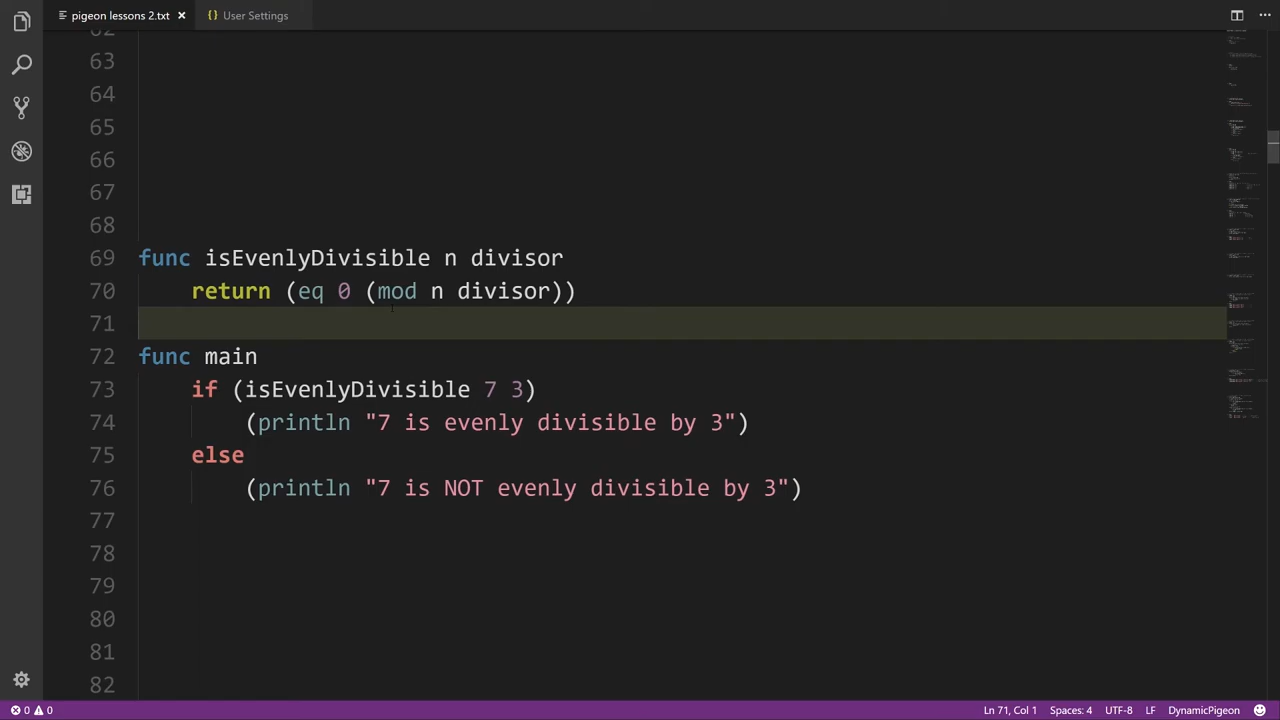 pigeon lessons 2.txt × {} User Settings
62
63
64
65
66
67
68
69 func isEvenlyDivisible n divisor
70 return (eq 0 (mod n divisor))
71
72 func main
73 if (isEvenlyDivisible 7 3)
74 (println "7 is evenly divisible by 3")
75 else
76 (println "7 is NOT evenly divisible by 3")
77
78
79
80
81
82
0 0 Ln 71, Col 1 Spaces: 4 UTF-8 LF DynamicPigeon